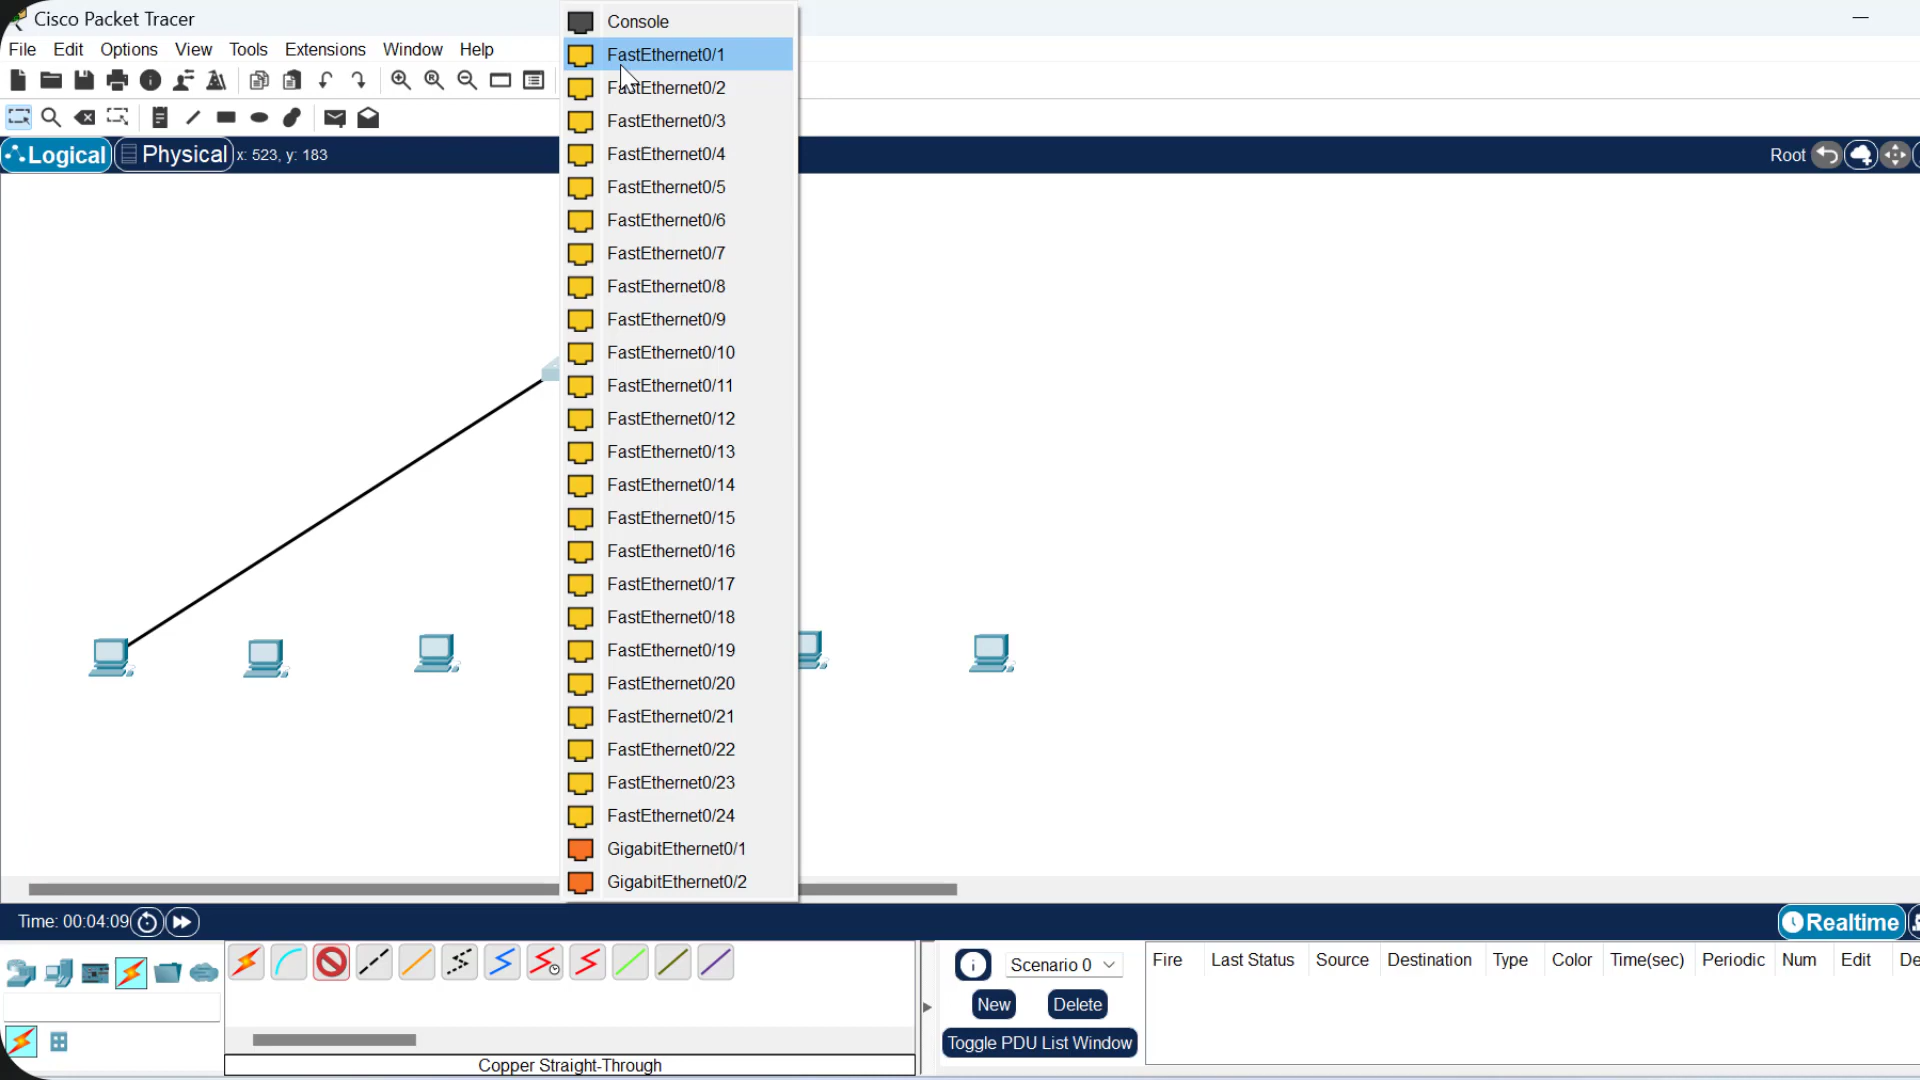 Cisco Packet Tracer
File Edit Options View Tools Extensions Window Help
Logical Physical x: 523, y: 183
Root
Console
FastEthernet0/1
FastEthernet0/2
FastEthernet0/3
FastEthernet0/4
FastEthernet0/5
FastEthernet0/6
FastEthernet0/7
FastEthernet0/8
FastEthernet0/9
FastEthernet0/10
FastEthernet0/11
FastEthernet0/12
FastEthernet0/13
FastEthernet0/14
FastEthernet0/15
FastEthernet0/16
FastEthernet0/17
FastEthernet0/18
FastEthernet0/19
FastEthernet0/20
FastEthernet0/21
FastEthernet0/22
FastEthernet0/23
FastEthernet0/24
GigabitEthernet0/1
GigabitEthernet0/2
Time: 00:04:09
Realtime
Scenario 0
New Delete
Toggle PDU List Window
Fire Last Status Source Destination Type Color Time(sec) Periodic Num Edit De
Copper Straight-Through